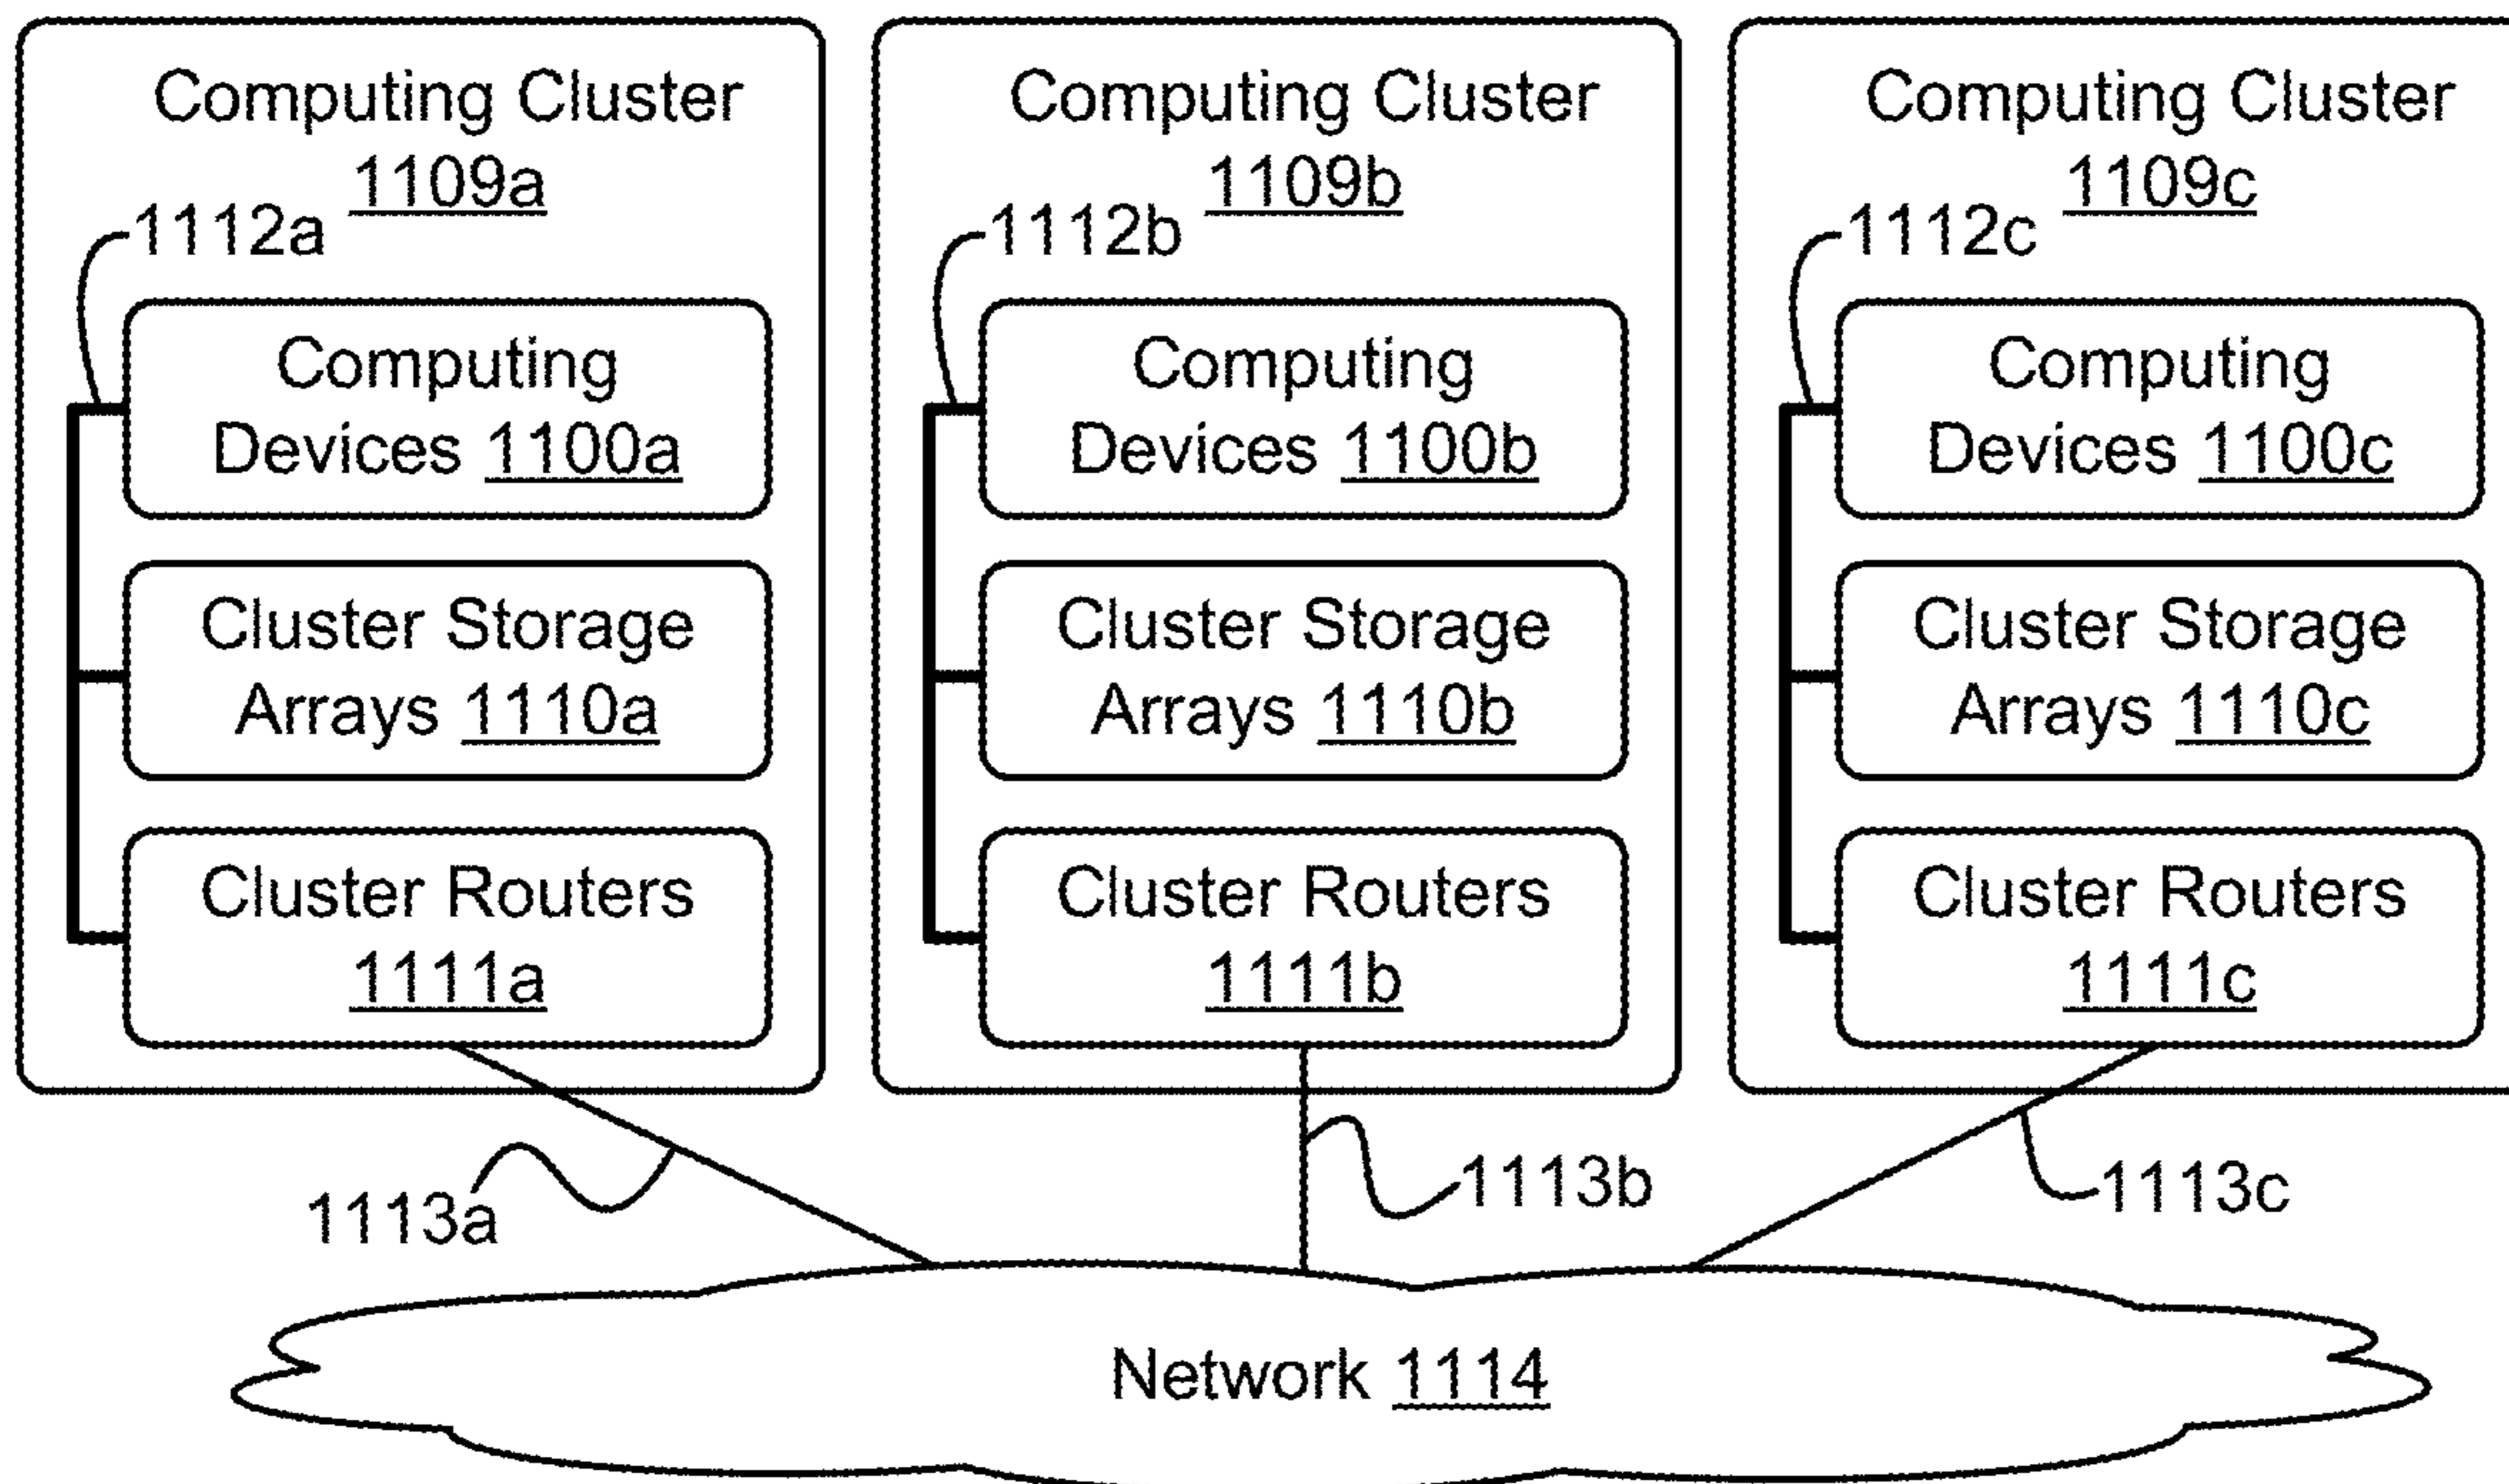 Computing Cluster
1109a
1112a
Computing
Devices 1100a
Cluster Storage
Arrays 1110a
Cluster Routers
1111a
Computing Cluster
1109b
1112b
Computing
Devices 1100b
Cluster Storage
Arrays 1110b
Cluster Routers
1111b
Computing Cluster
1109c
1112c
Computing
Devices 1100c
Cluster Storage
Arrays 1110c
Cluster Routers
1111c
1113a
1113b
1113c
Network 1114